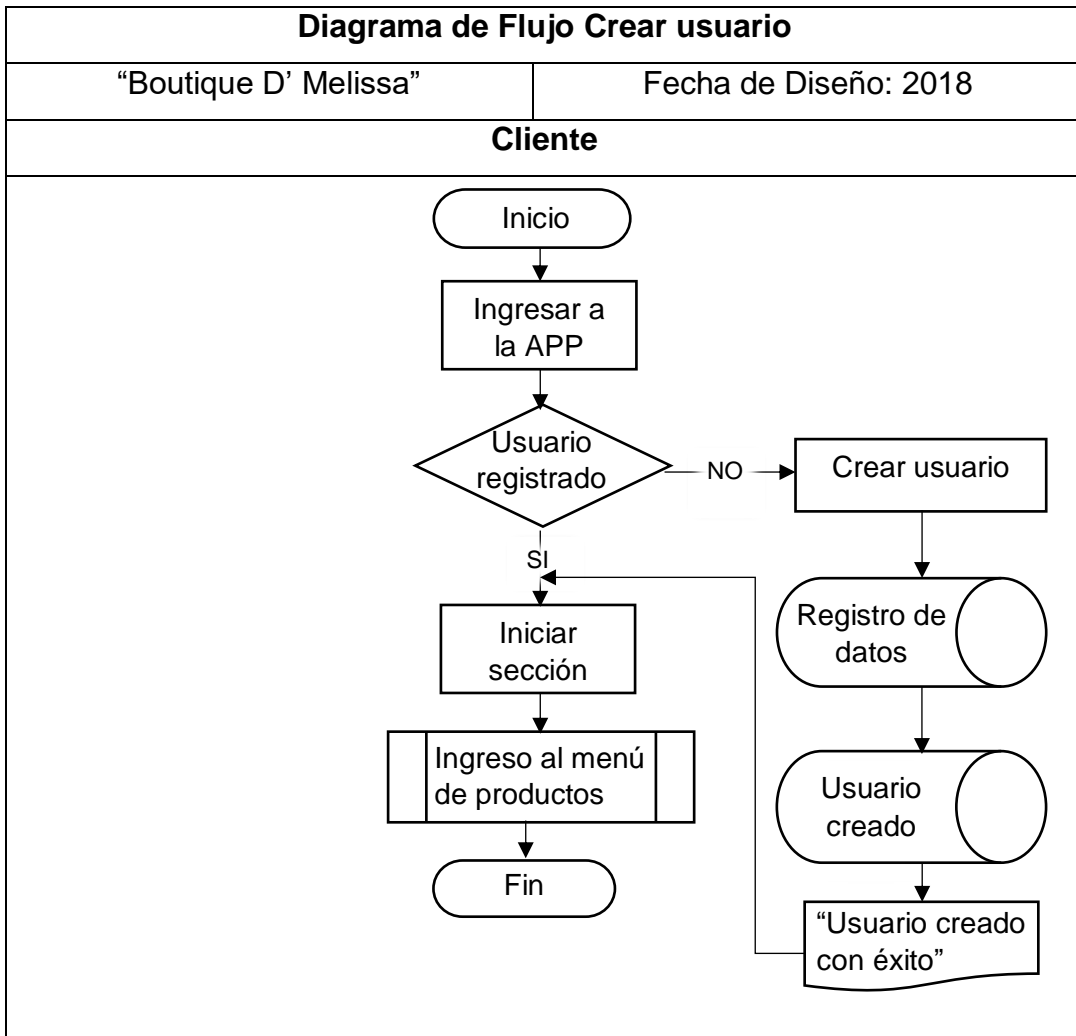 Diagrama de Flujo Crear usuario
“Boutique D’ Melissa”
Fecha de Diseño: 2018
Cliente
Inicio
Ingresar a
la APP
Usuario
registrado
NO
Crear usuario
SI
Registro de
datos
Iniciar
sección
Ingreso al menú
de productos
Usuario
creado
Fin
“Usuario creado
con éxito”